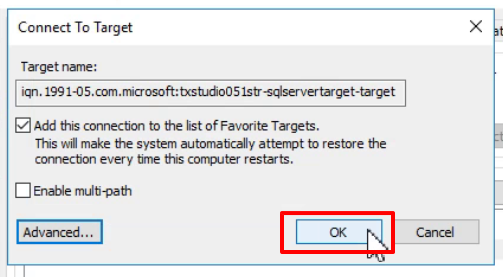 Connect To Target
Target name:
iqn.1991-05.com.microsoft:txstudio051str-sqlservertarget-target
Add this connection to the list of Favorite Targets.
This will make the system automatically attempt to restore the
connection every time this computer restarts.
Enable multi-path
Advanced...
OK
Cancel